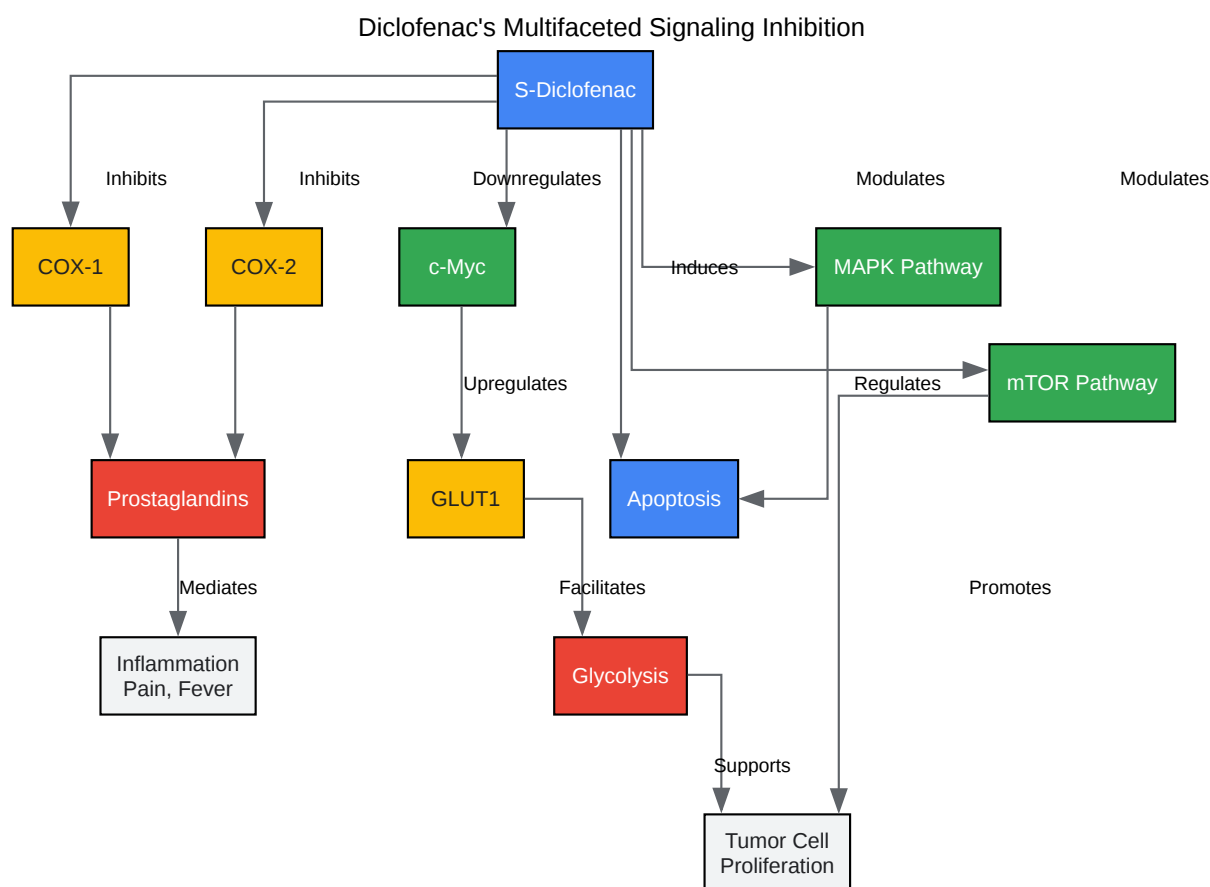 Diclofenac's Multifaceted Signaling Inhibition
S-Diclofenac
Inhibits
Inhibits
Downregulates
Modulates
Modulates
COX-1
COX-2
c-Myc
Induces
MAPK Pathway
Upregulates
Regulates
mTOR Pathway
Prostaglandins
GLUT1
Apoptosis
Mediates
Facilitates
Promotes
Inflammation
Pain, Fever
Glycolysis
Supports
Tumor Cell
Proliferation